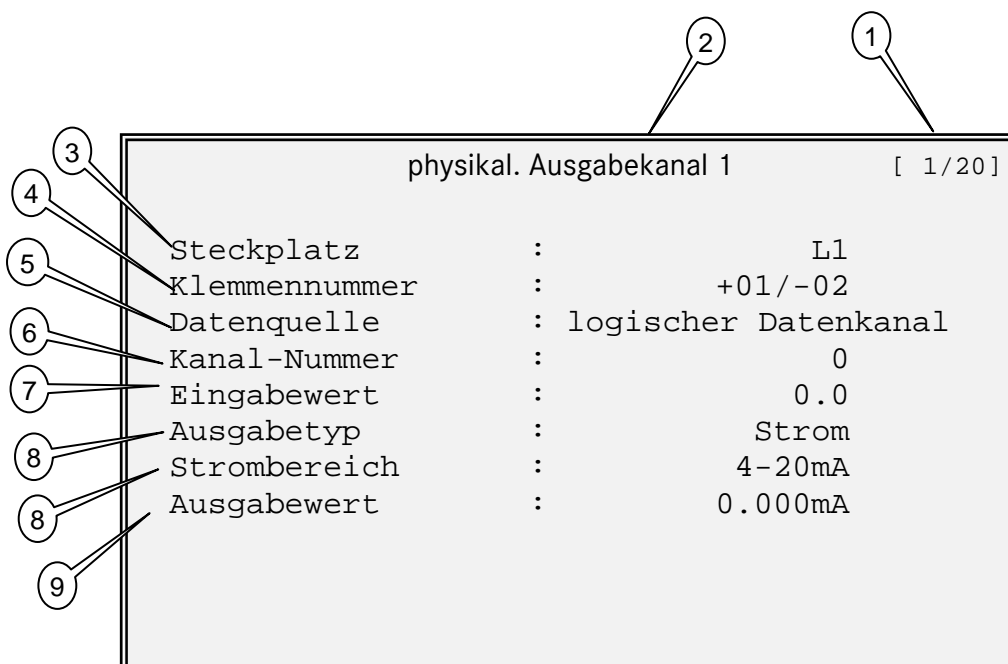 2 1
3 physikal. Ausgabekanal 1 [ 1/20]
4
Steckplatz : L1
5 Klemmennummer : +01/-02
Datenquelle : logischer Datenkanal
6 Kanal-Nummer : 0
7 Eingabewert : 0.0
Ausgabetyp : Strom
8 Strombereich : 4-20mA
8 Ausgabewert : 0.000mA
9